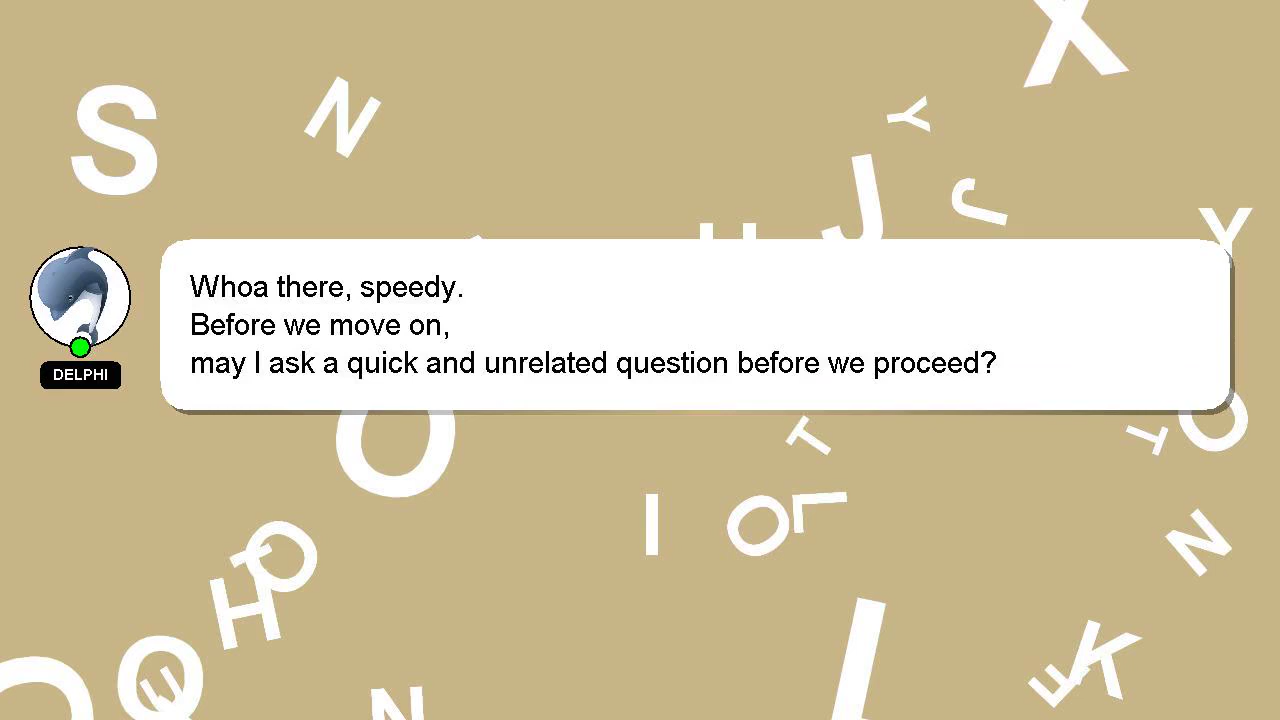 S
N
X
Y
J
J
Y
Whoa there, speedy.
Before we move on,
may I ask a quick and unrelated question before we proceed?
DELPHI
O
T
T
O
I
O
L
N
O
T
H
O
U
N
K
E